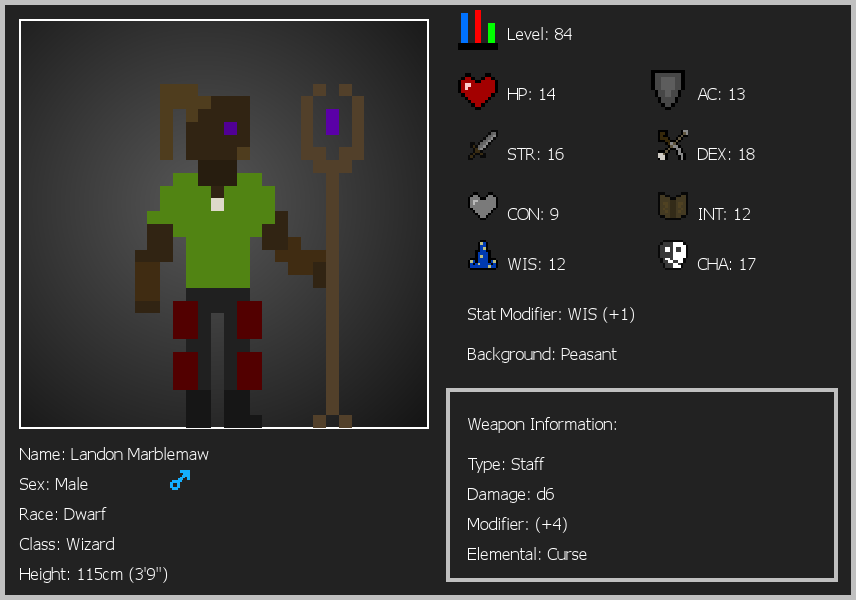 Level: 84
HP: 14
AC: 13
STR: 16
DEX: 18
CON: 9
INT: 12
WIS: 12
CHA: 17
Stat Modifier: WIS (+1)
Background: Peasant
Weapon Information:
Type: Staff
Damage: d6
Modifier: (+4)
Elemental: Curse
Name: Landon Marblemaw
Sex: Male
Race: Dwarf
Class: Wizard
Height: 115cm (3'9")